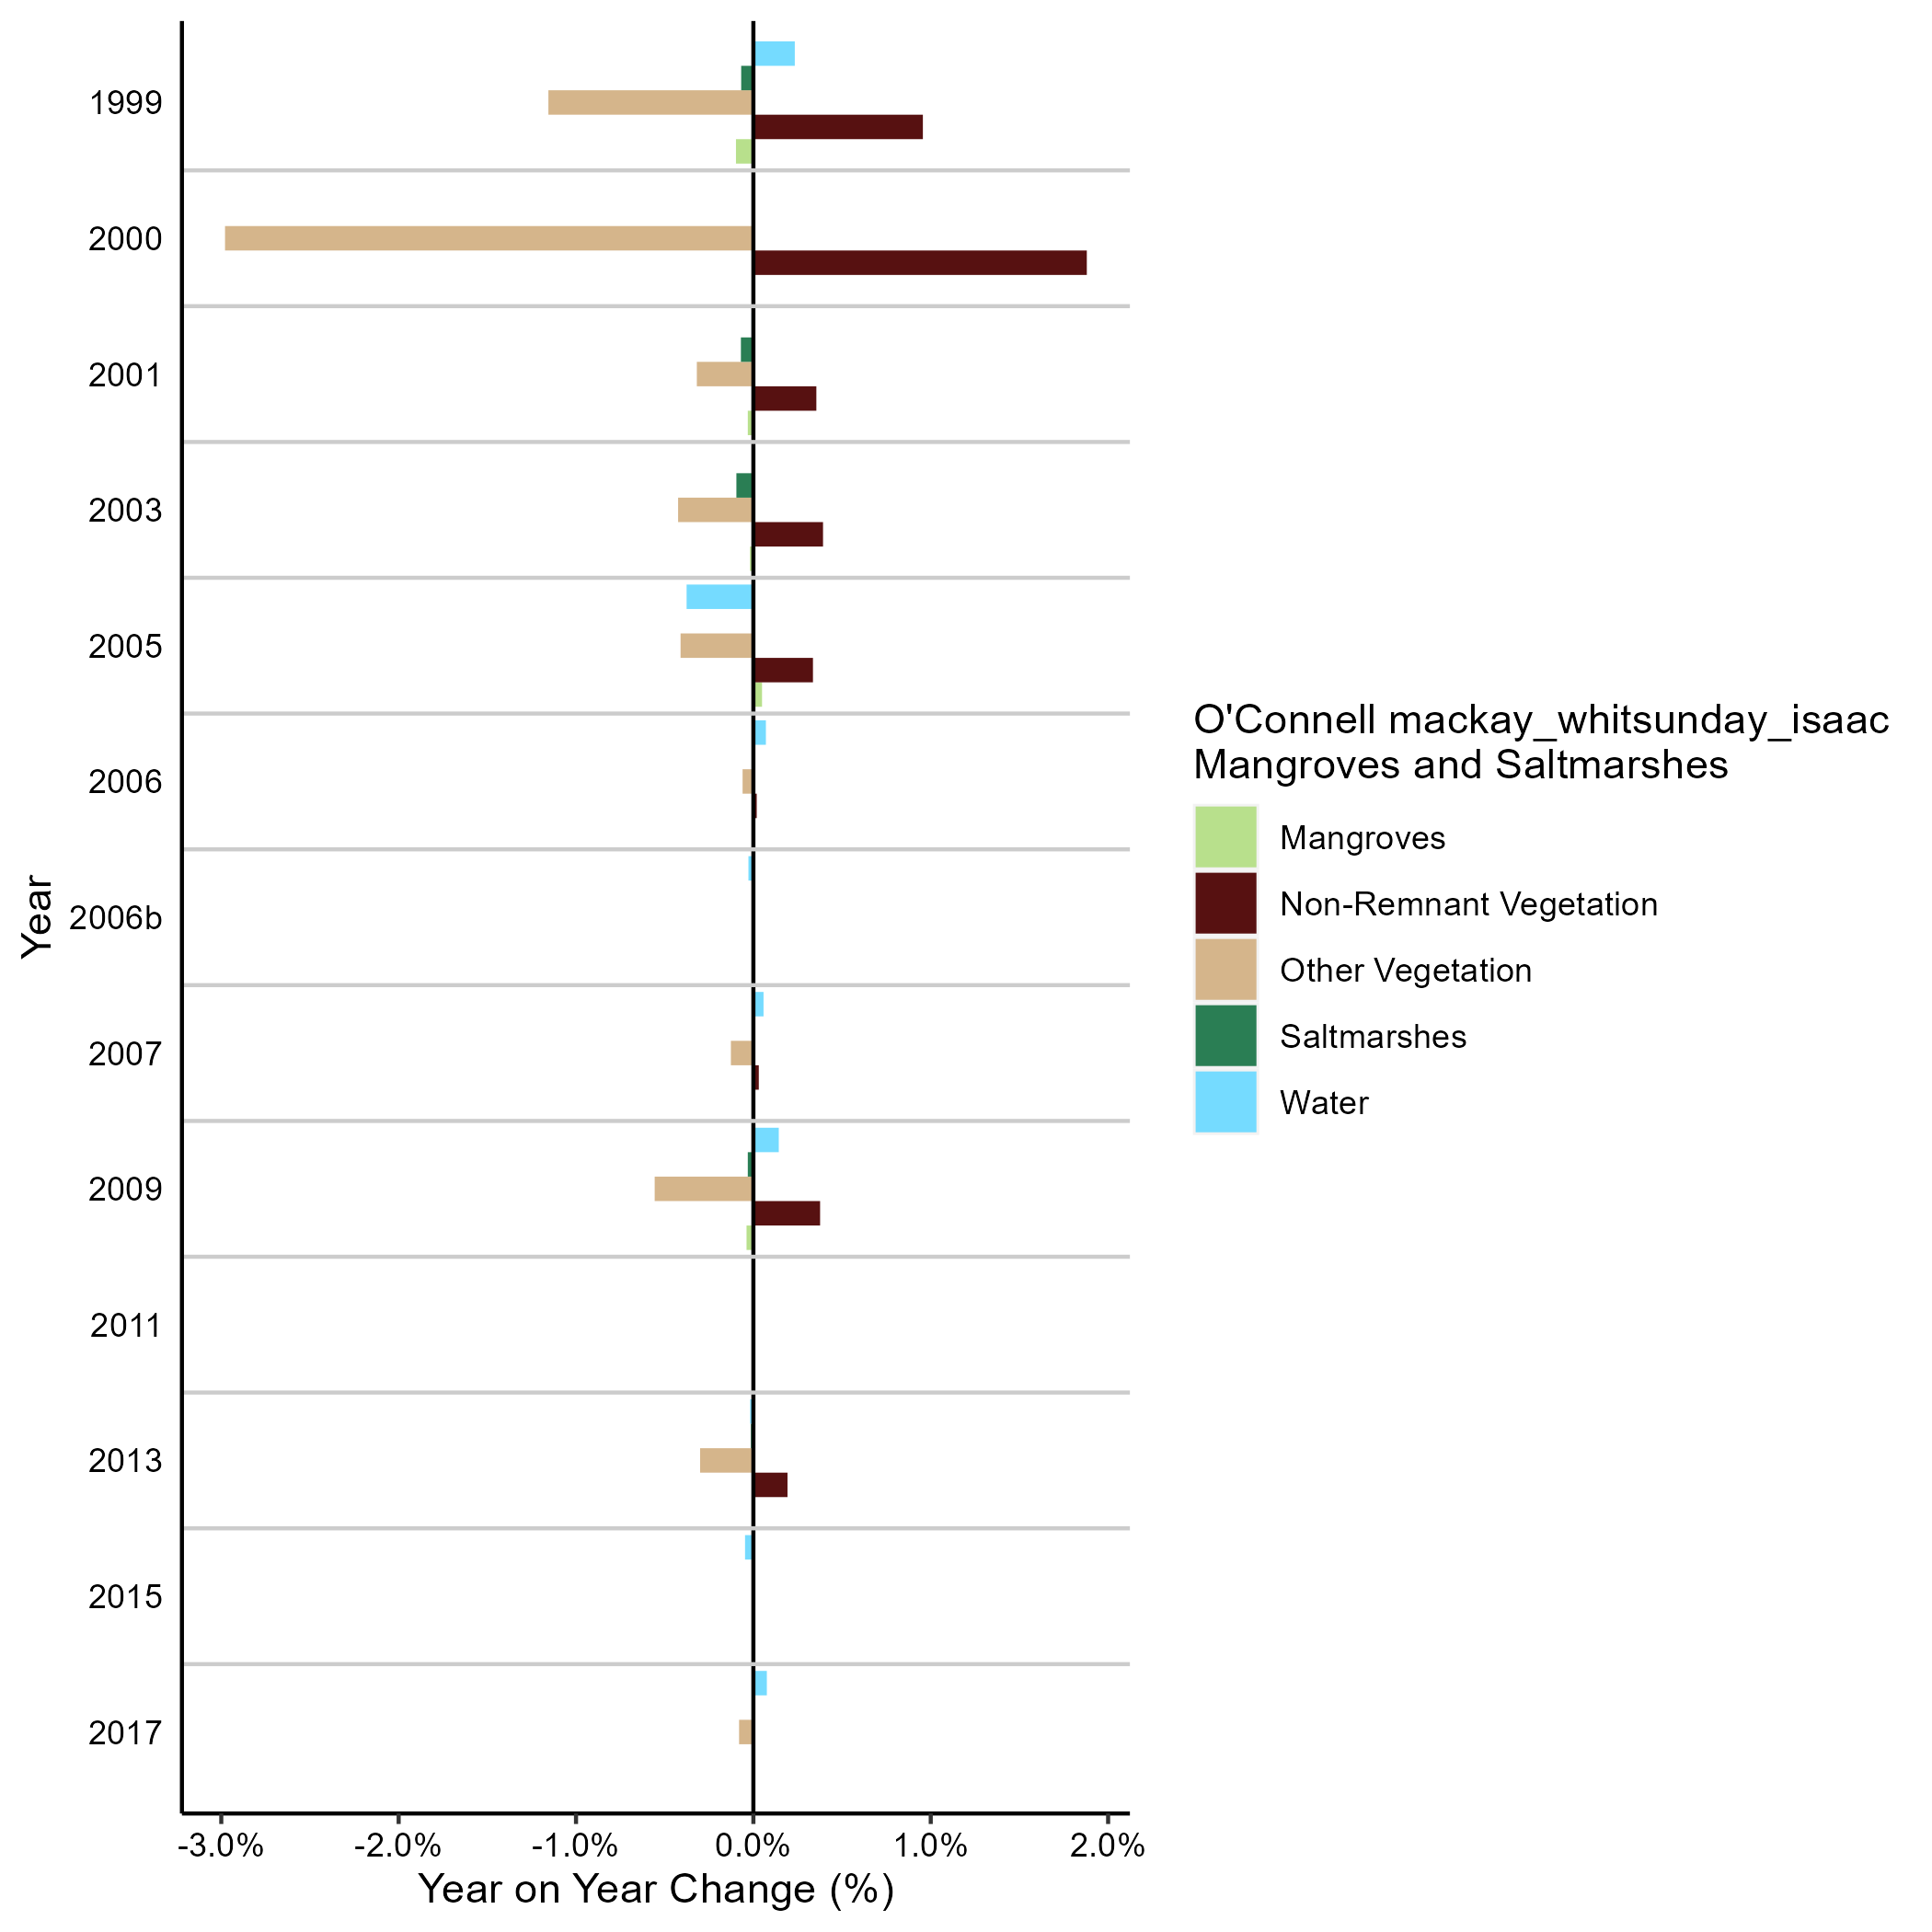 1999
2000
2001
2003
2005
2006
2006b
2007
2009
2011
2013
2015
2017
Year
-3.0% -2.0% -1.0% 0.0% 1.0% 2.0%
Year on Year Change (%)
O'Connell mackay_whitsunday_isaac
Mangroves and Saltmarshes
Mangroves
Non-Remnant Vegetation
Other Vegetation
Saltmarshes
Water